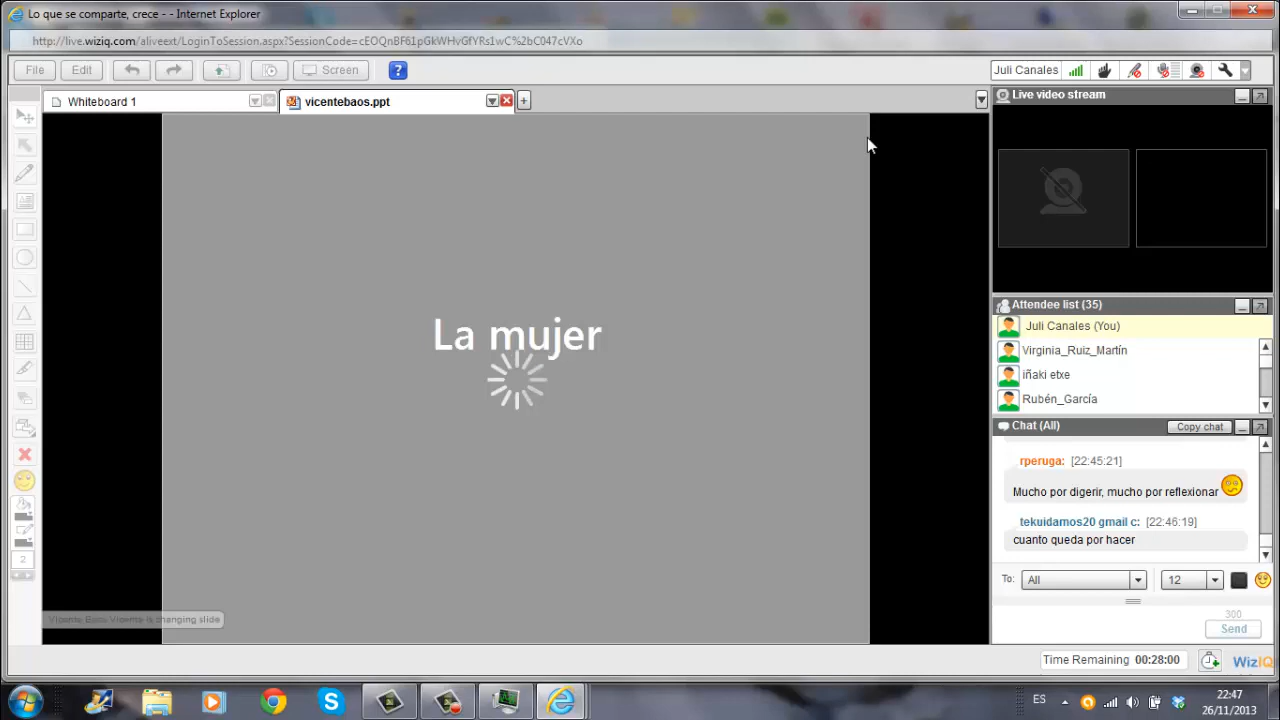 Lo que se comparte, crece - - Internet Explorer
http://live.wiziq.com/aliveext/LoginToSession.aspx?SessionCode=cEOQnBF61pGkWHvGfYRs1wC%2bC047cVXo
File
Edit
Screen
?
Juli Canales
Whiteboard 1
vicentebaos.ppt
+
Live video stream
La mujer
Attendee list (35)
Juli Canales (You)
Virginia_Ruiz_Martín
iñaki etxe
Rubén_García
Chat (All)
Copy chat
rperuga: [22:45:21]
Mucho por digerir, mucho por reflexionar
tekuidamos20 gmail c: [22:46:19]
cuanto queda por hacer
To:
All
12
2
300
Send
Vicente Baos Vicente is changing slide
Time Remaining 00:28:00
WizIQ
ES
22:47
26/11/2013